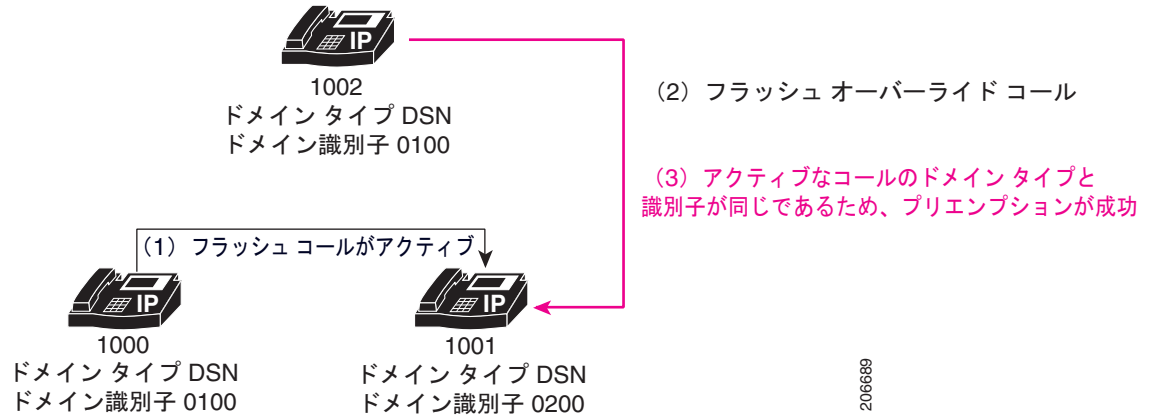 IP
1002
ドメイン タイプ DSN
ドメイン識別子 0100
（2）フラッシュ オーバーライド コール
（3）アクティブなコールのドメイン タイプと
識別子が同じであるため、プリエンプションが成功
（1）フラッシュ コールがアクティブ
IP
1000
ドメイン タイプ DSN
ドメイン識別子 0100
IP
1001
ドメイン タイプ DSN
ドメイン識別子 0200
206689